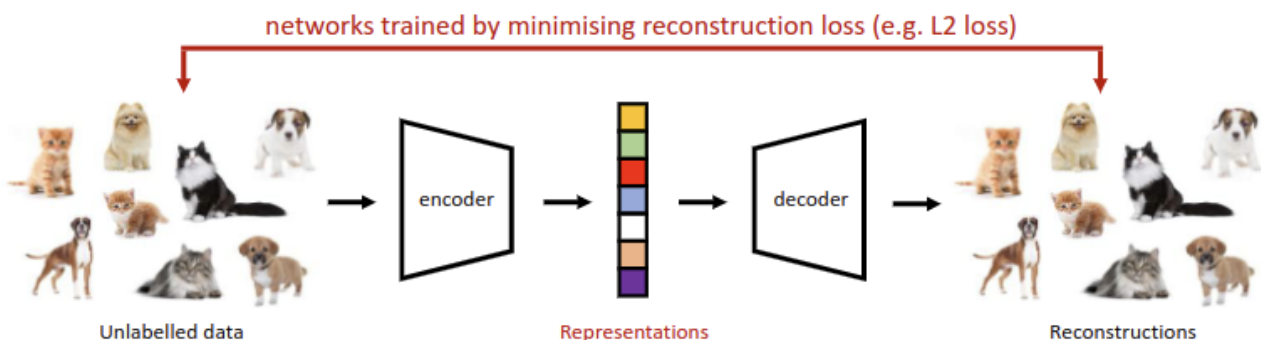 networks trained by minimising reconstruction loss (e.g. L2 loss)
encoder
decoder
Unlabelled data
Representations
Reconstructions